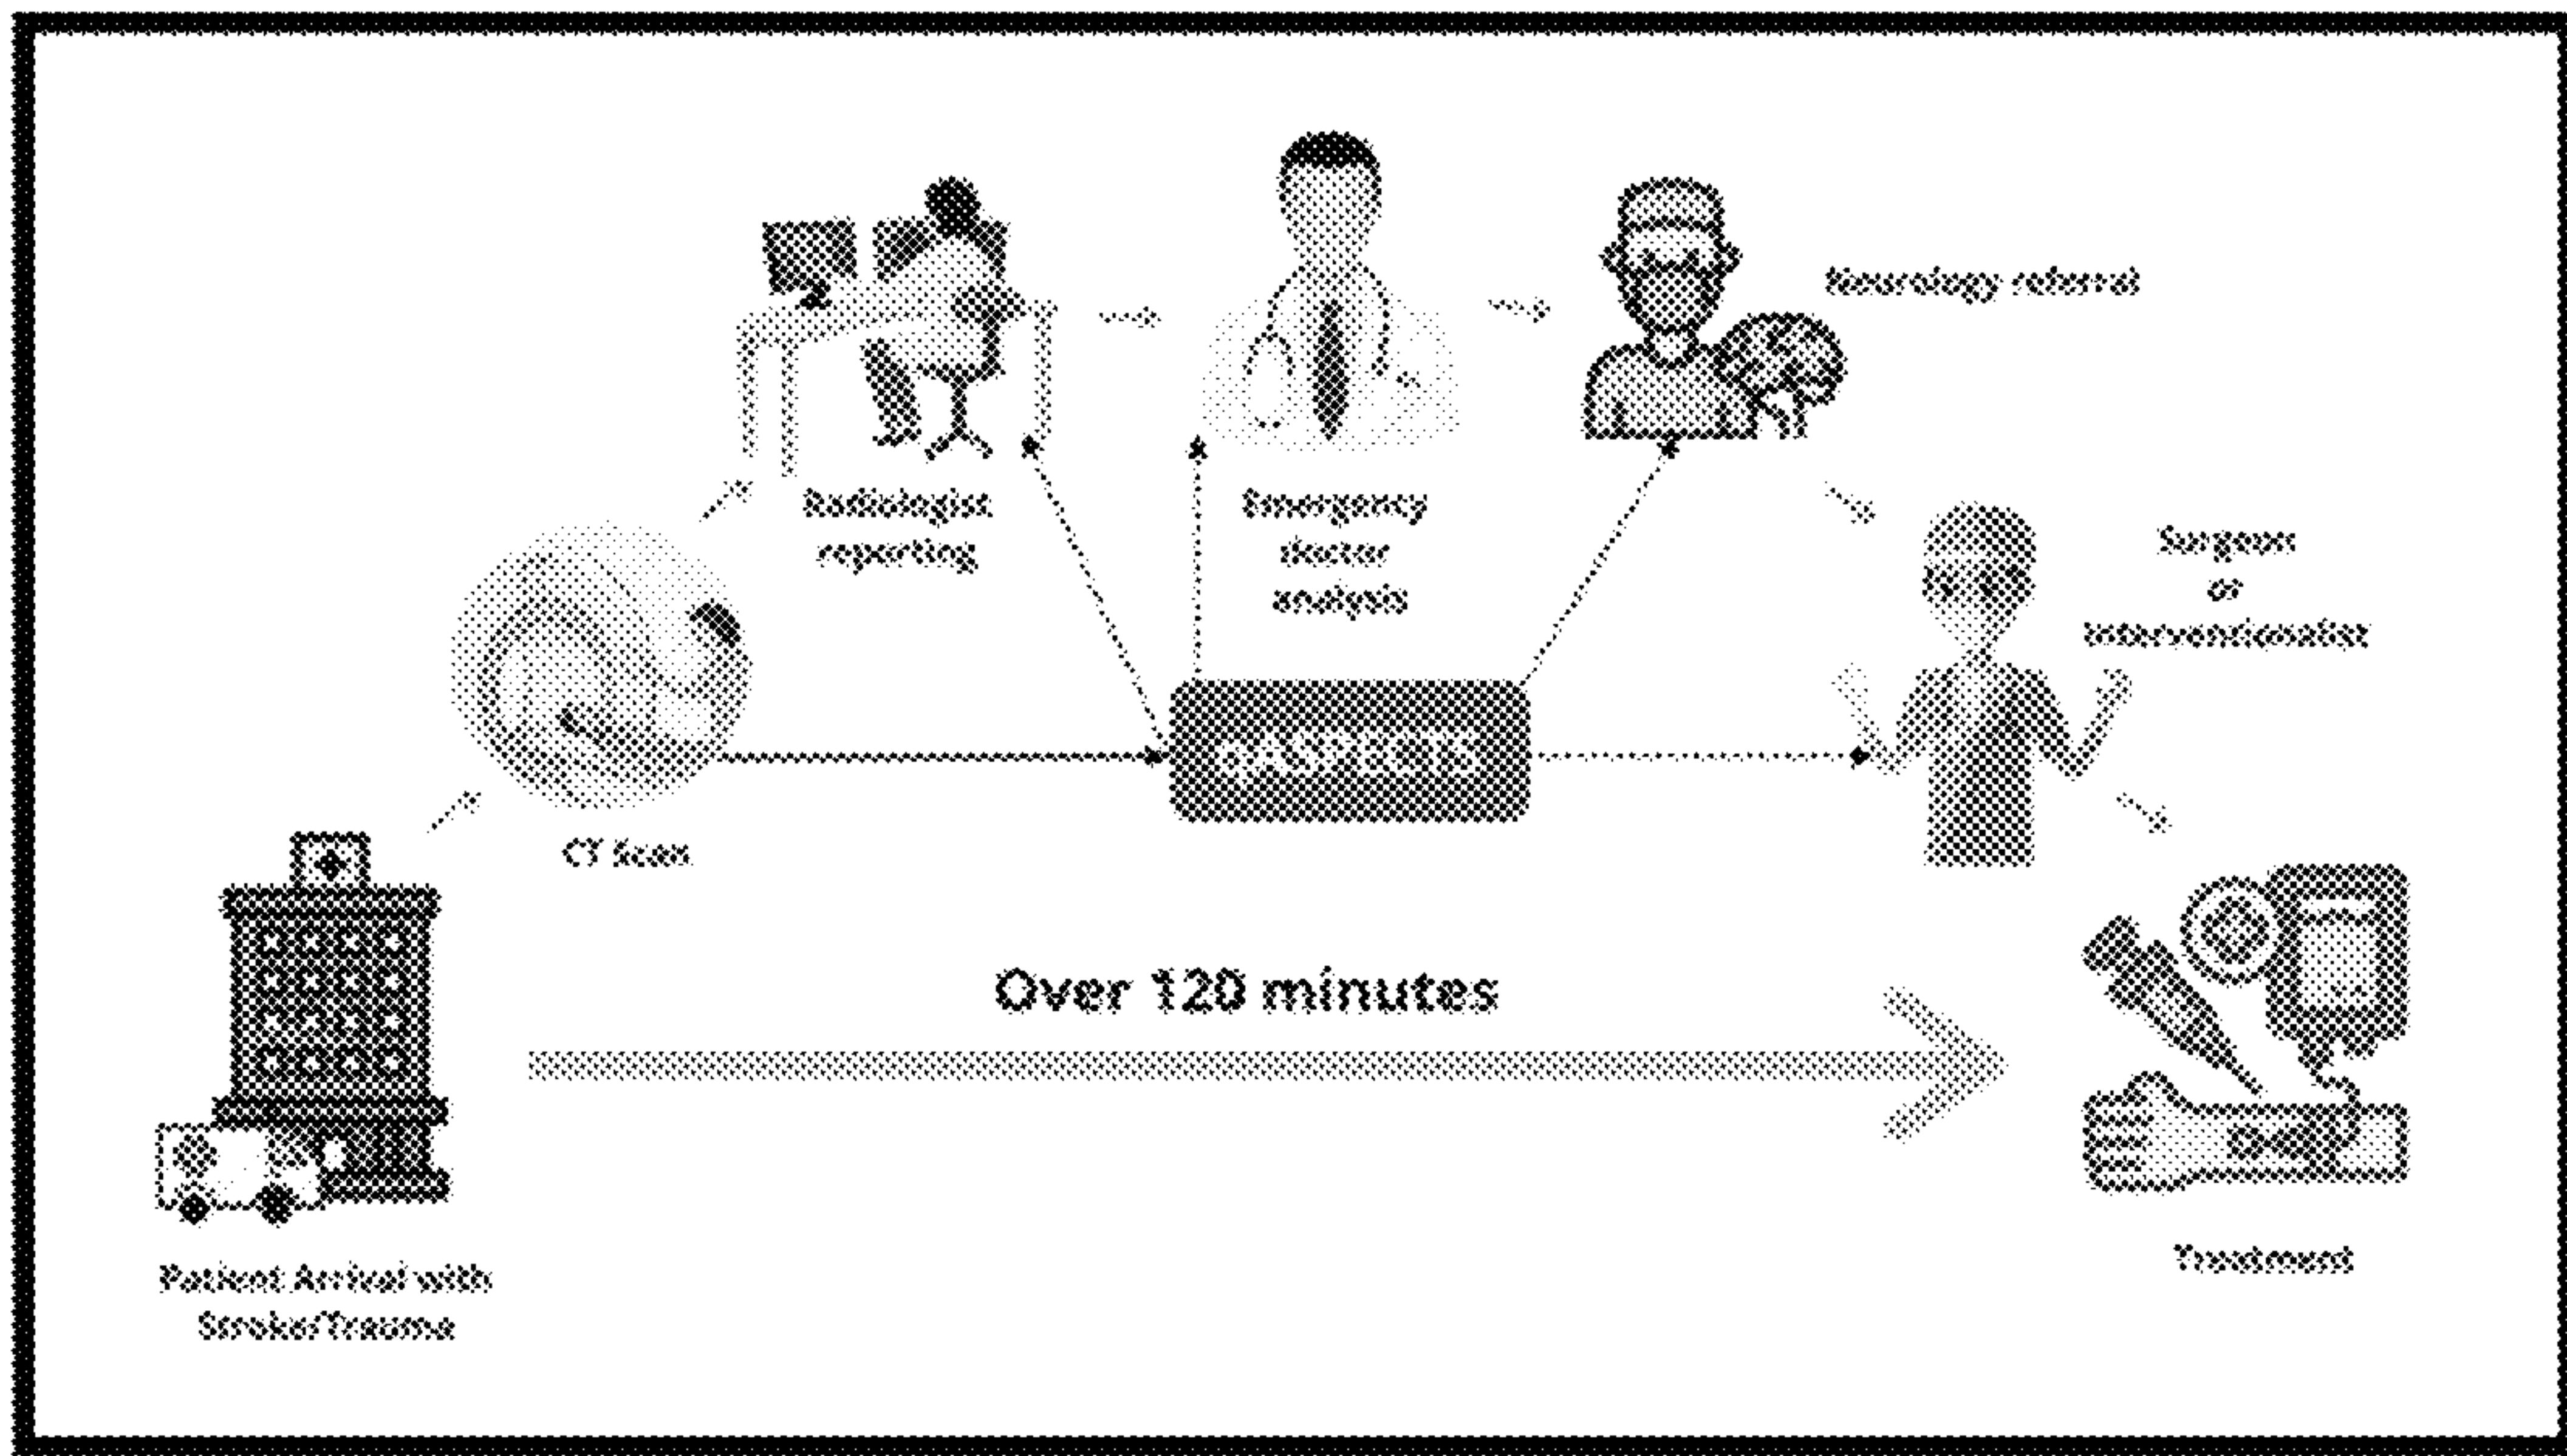 Neurology referral
Radiologist
reporting
Emergency
doctor
analysis
Surgeon
or
Interventionalist
CT Scan
Over 120 minutes
Patient Arrival with
Stroke/Trauma
Treatment